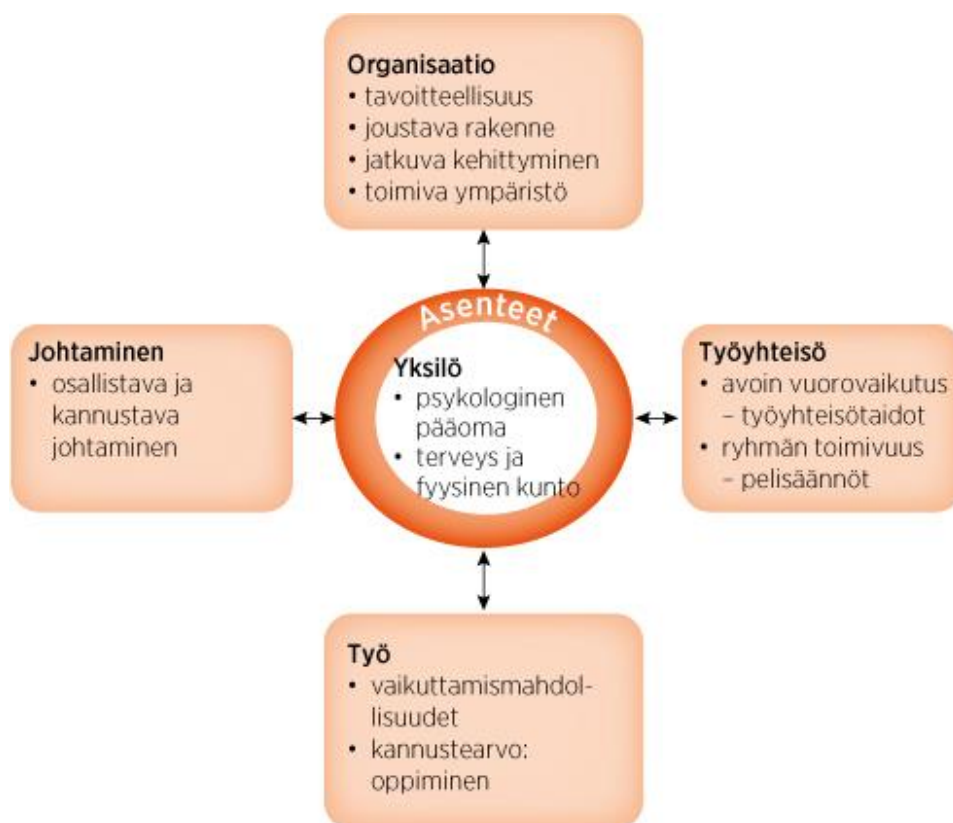 Organisaatio
• tavoitteellisuus
• joustava rakenne
• jatkuva kehittyminen
• toimiva ympäristö
Asenteet
Johtaminen
• osallistava ja
kannustava
johtaminen
Yksilö
• psykologinen
pääoma
• terveys ja
fyysinen kunto
Työyhteisö
• avoin vuorovaikutus
– työyhteisötaidot
• ryhmän toimivuus
– pelisäännöt
Työ
• vaikuttamismahdol-
lisuudet
• kannustearvo:
oppiminen